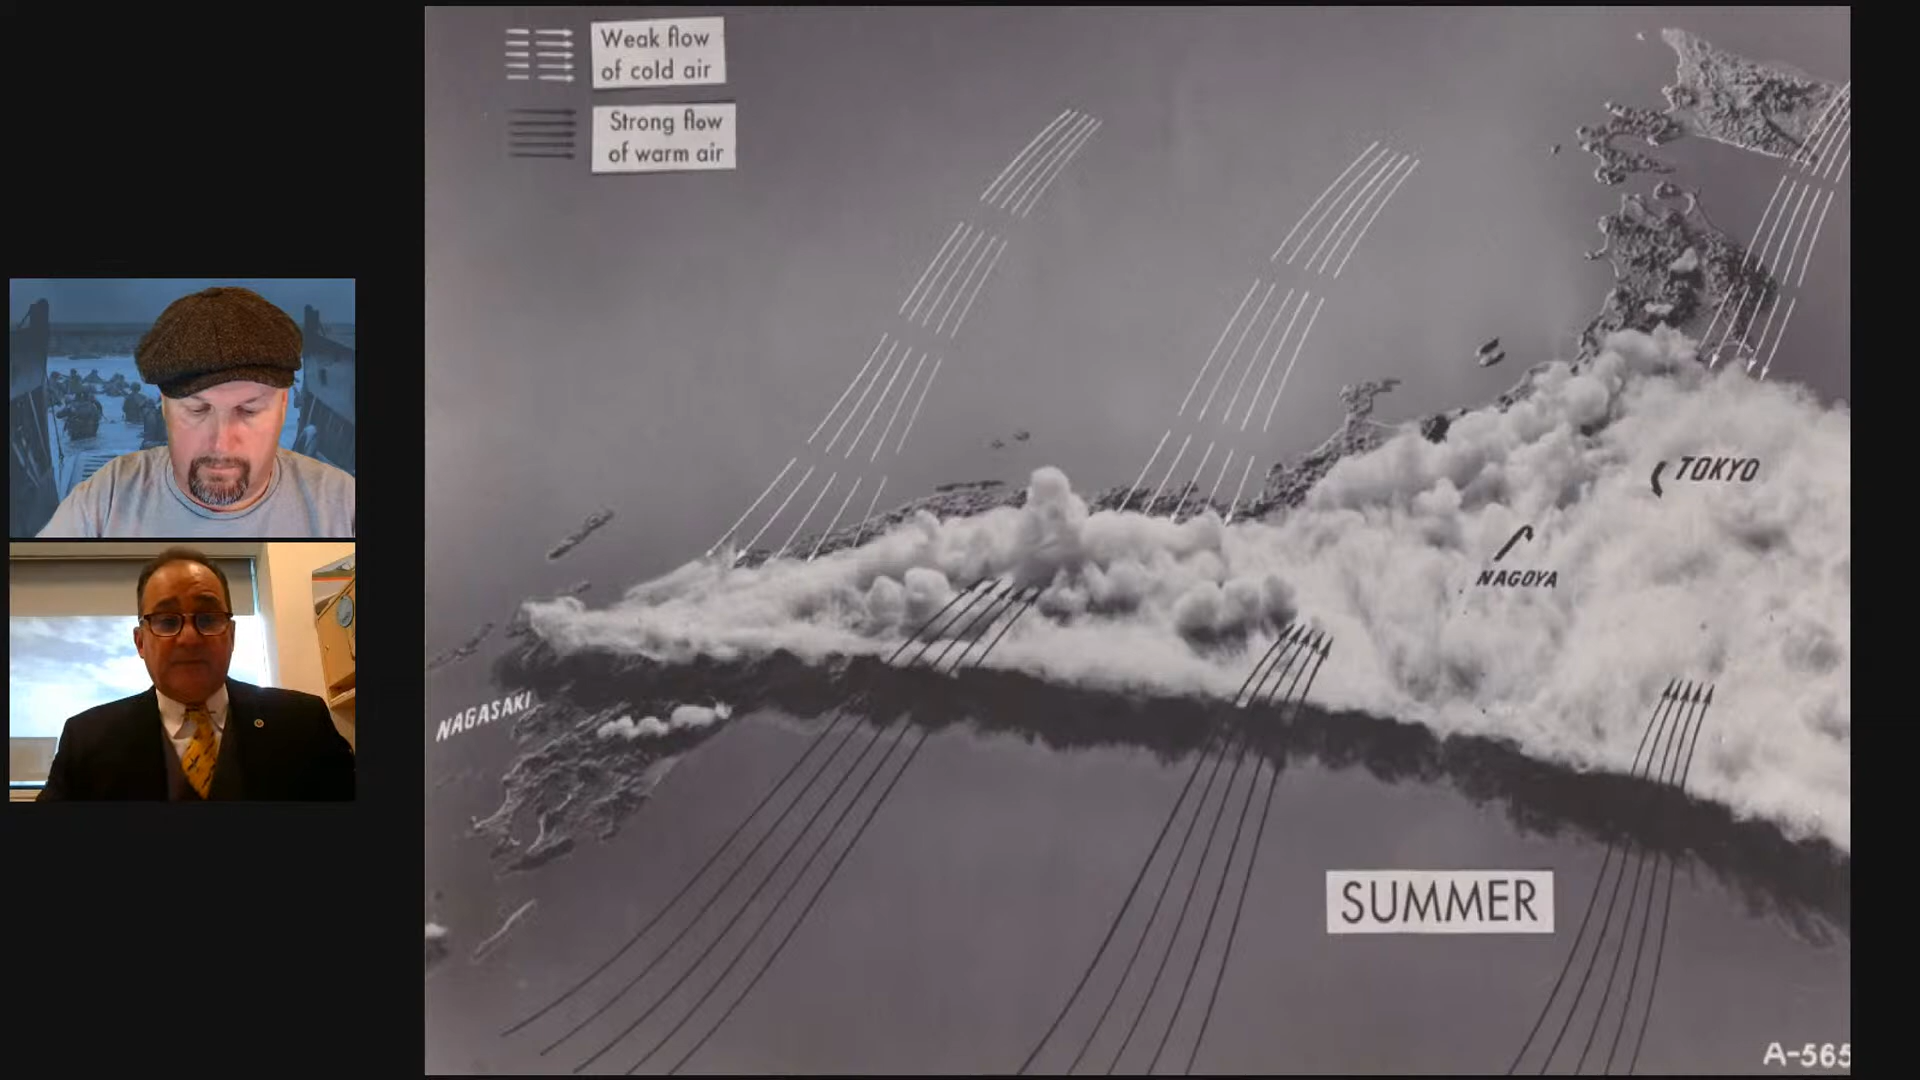 Weak flow
of cold air
Strong flow
of warm air
TOKYO
NAGOYA
NAGASAKI
SUMMER
A-565